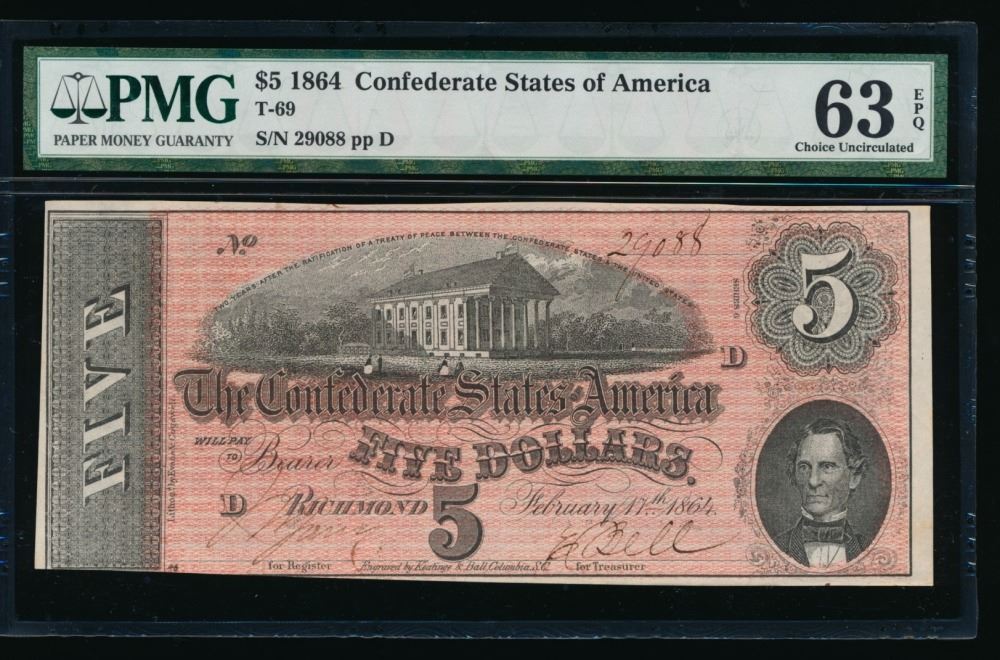 PMG
PAPER MONEY GUARANTY
$5 1864 Confederate States of America
T-69
S/N 29088 pp D
63
EPQ
Choice Uncirculated
No
29088
TWO YEARS AFTER THE RATIFICATION OF A TREATY OF PEACE BETWEEN THE CONFEDERATE STATES & THE UNITED STATES
5
D
FIVE
The Confederate States of America
WILL PAY
TO Bearer
FIVE DOLLARS.
D
RICHMOND
5
February 17th 1864.
E Bell
for Register
Engraved by Keatinge & Ball, Columbia, S.C.
for Treasurer